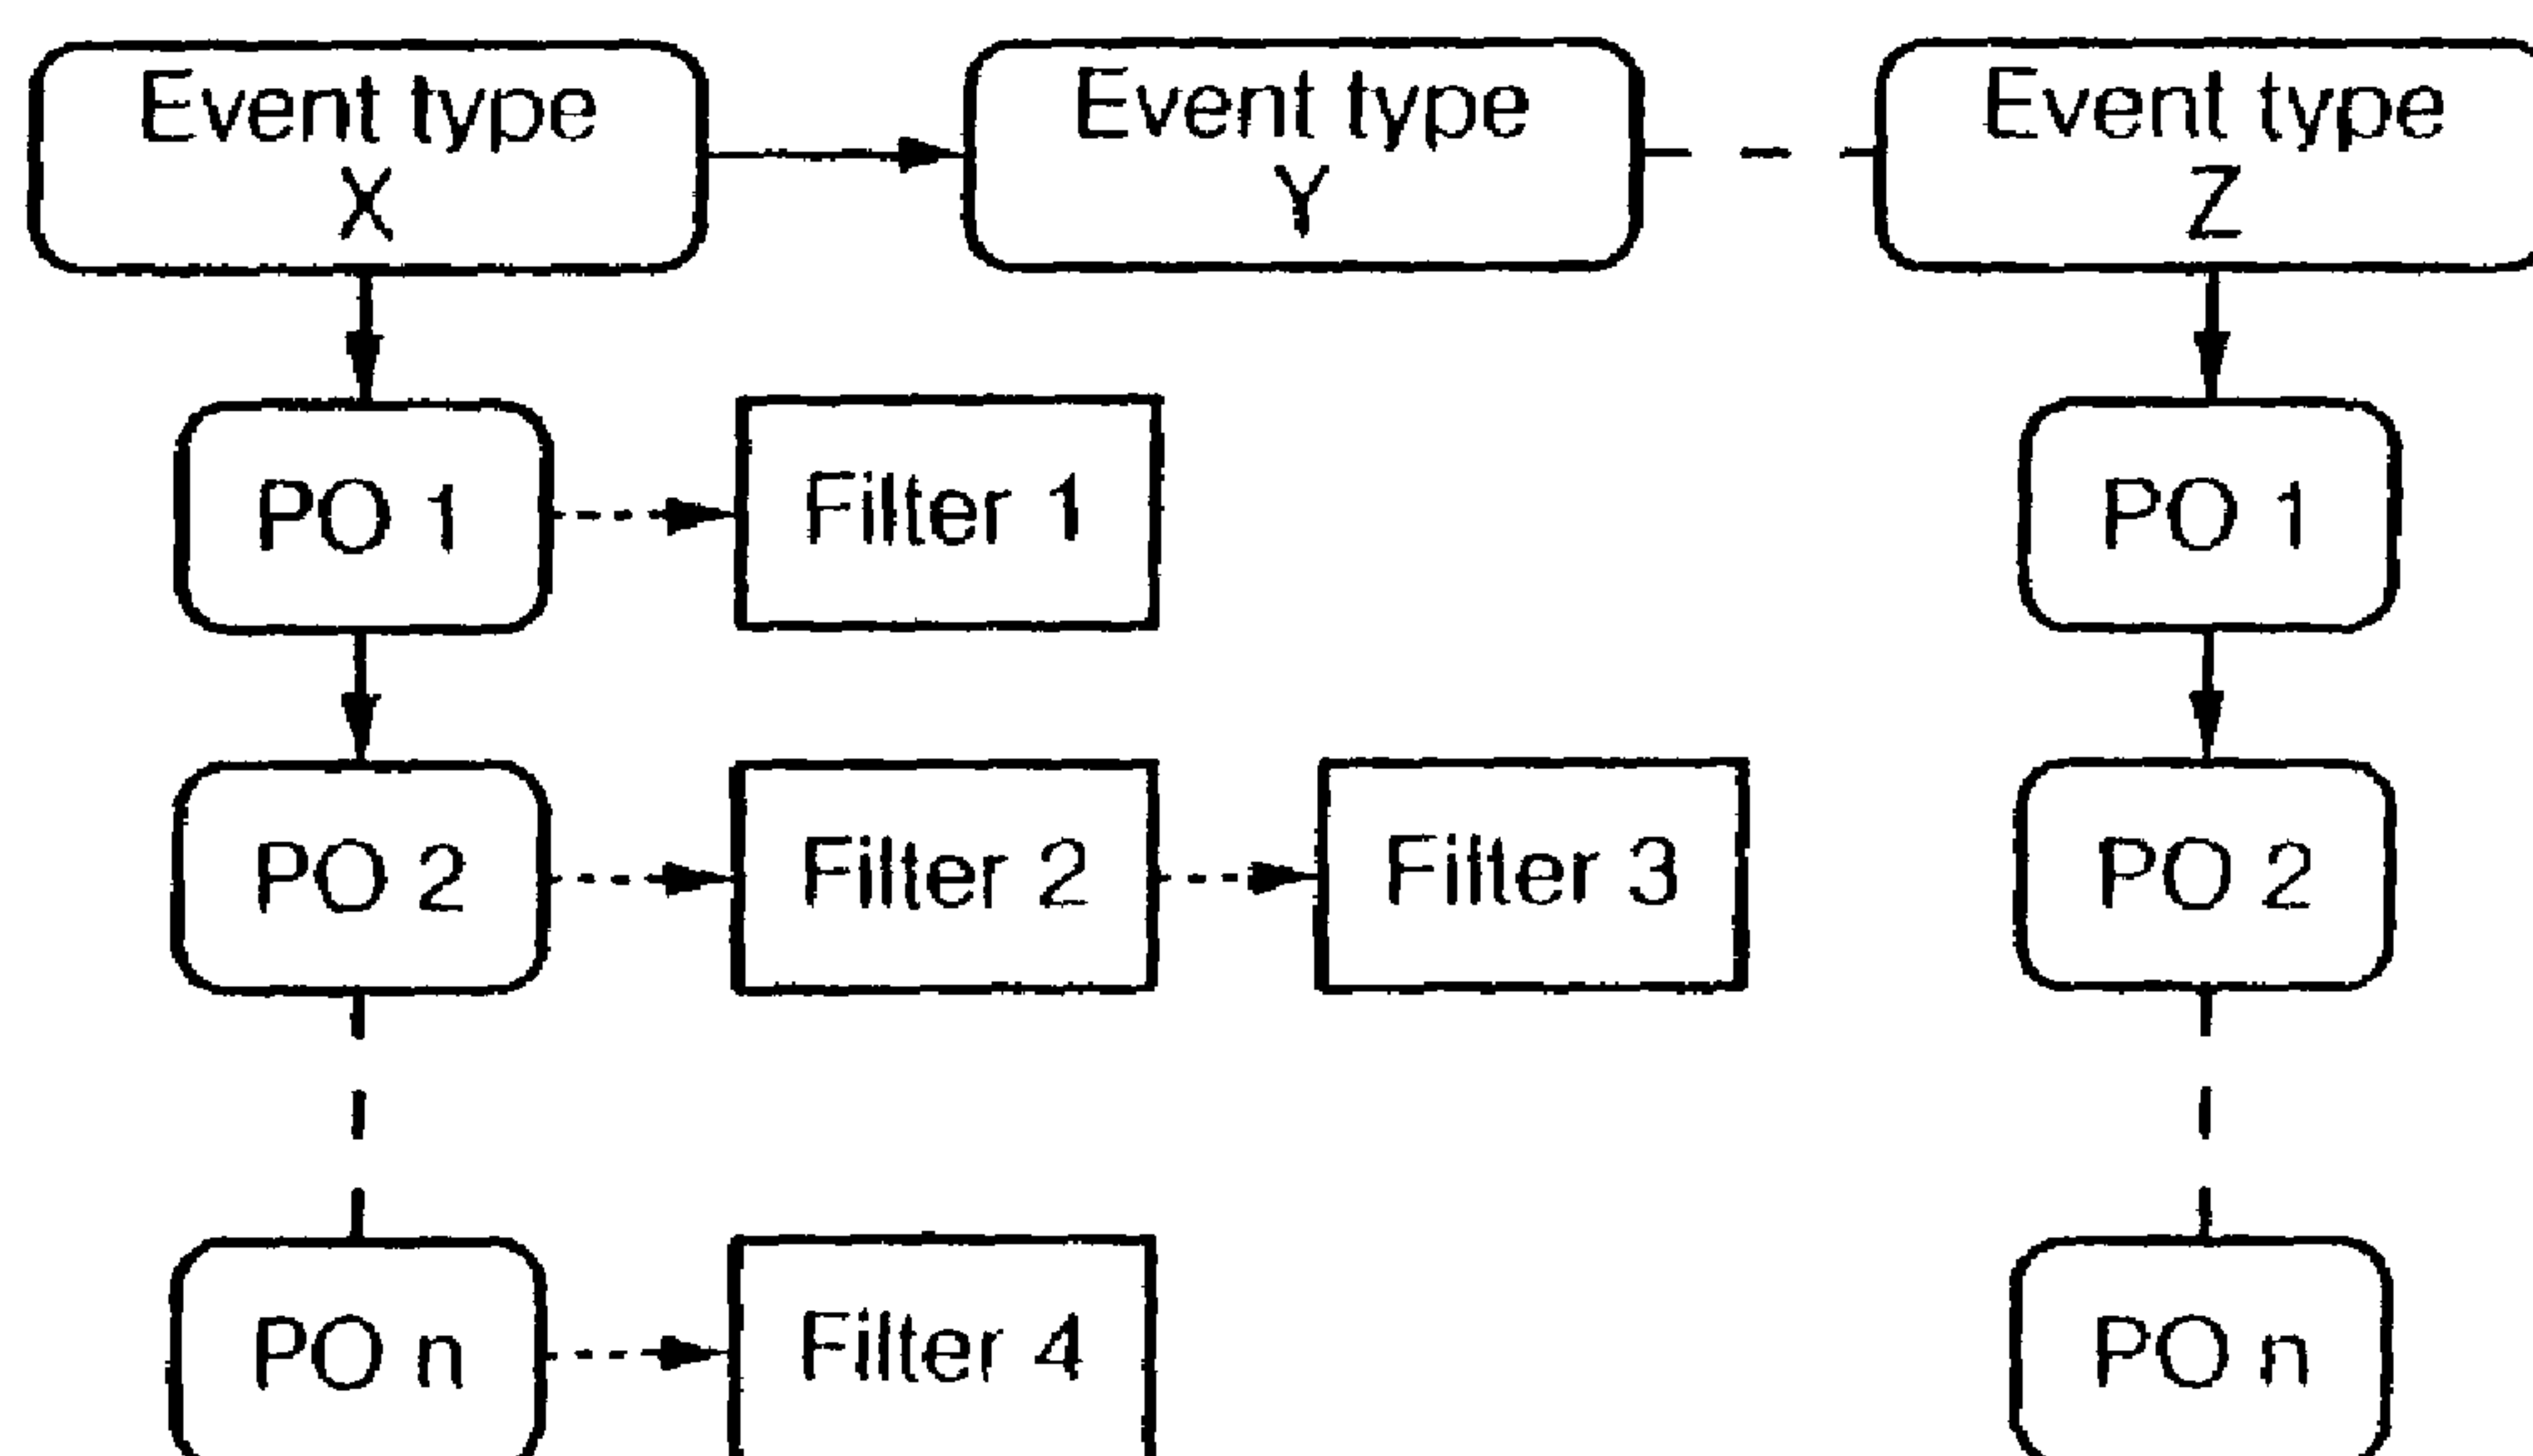 Event type
X
Event type
Y
Event type
Z
PO 1
Filter 1
PO 1
PO 2
Filter 2
Filter 3
PO 2
PO n
Filter 4
PO n